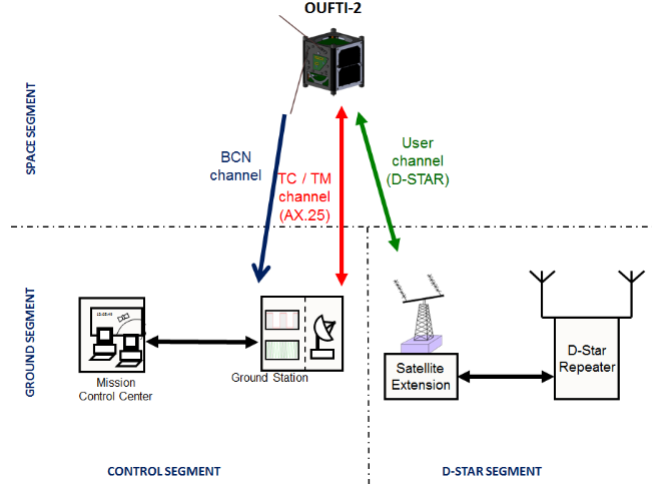 OUFTI-2
SPACE SEGMENT
BCN
channel
TC / TM
channel
(AX.25)
User
channel
(D-STAR)
GROUND SEGMENT
Mission
Control Center
Ground Station
Satellite
Extension
D-Star
Repeater
CONTROL SEGMENT
D-STAR SEGMENT